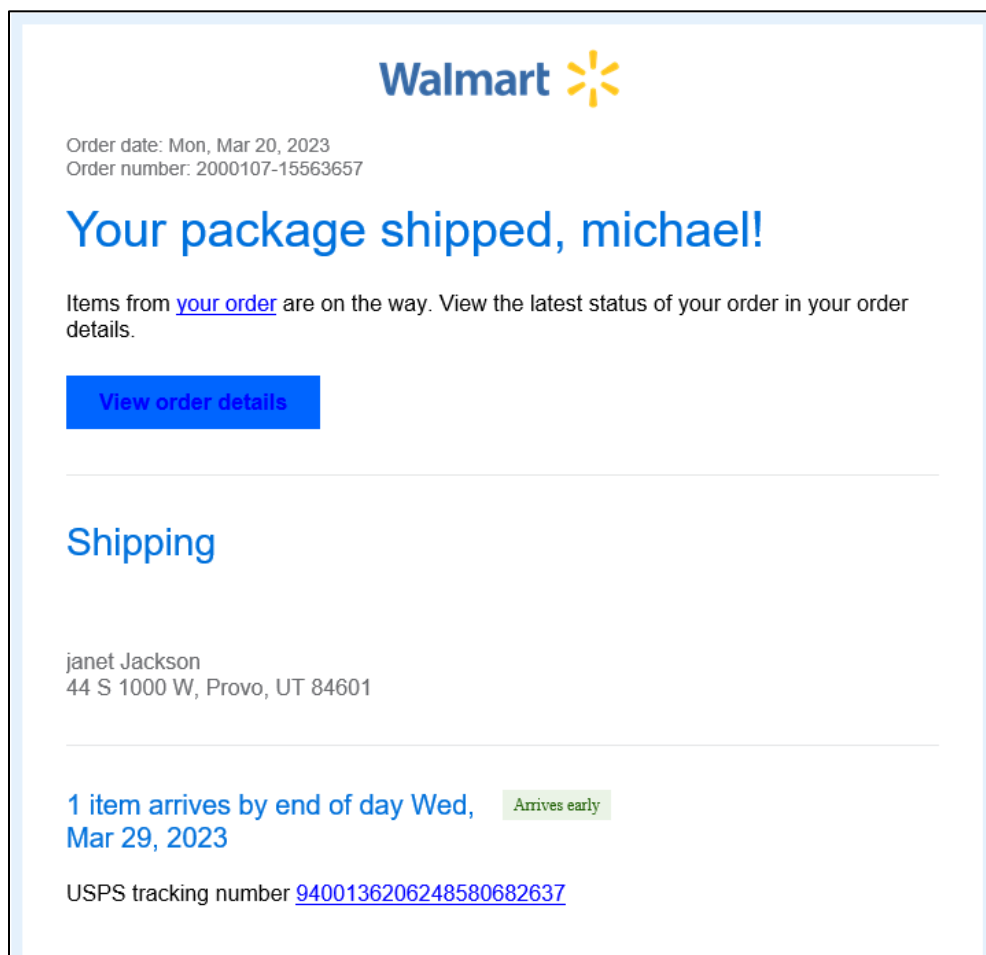 Walmart
Order date: Mon, Mar 20, 2023
Order number: 2000107-15563657
Your package shipped, michael!
Items from your order are on the way. View the latest status of your order in your order
details.
View order details
Shipping
janet Jackson
44 S 1000 W, Provo, UT 84601
1 item arrives by end of day Wed,
Arrives early
Mar 29, 2023
USPS tracking number 9400136206248580682637